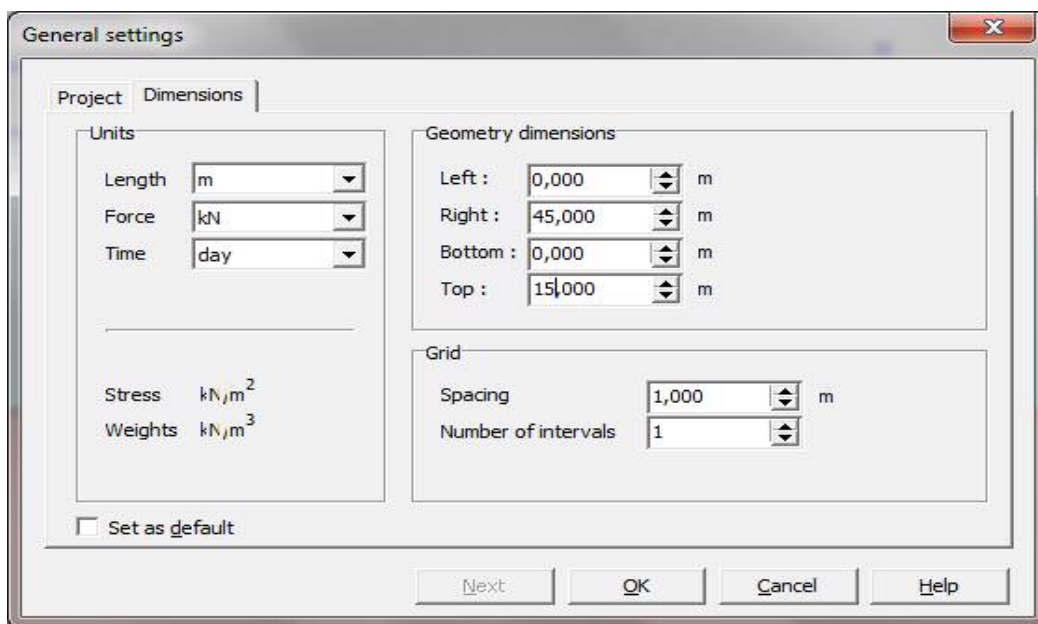 General settings
Project
Dimensions
Units
Length m
Force kN
Time day
Stress kN/m²
Weights kN/m³
Geometry dimensions
Left : 0,000 m
Right : 45,000 m
Bottom : 0,000 m
Top : 15,000 m
Grid
Spacing 1,000 m
Number of intervals 1
Set as default
Next
OK
Cancel
Help